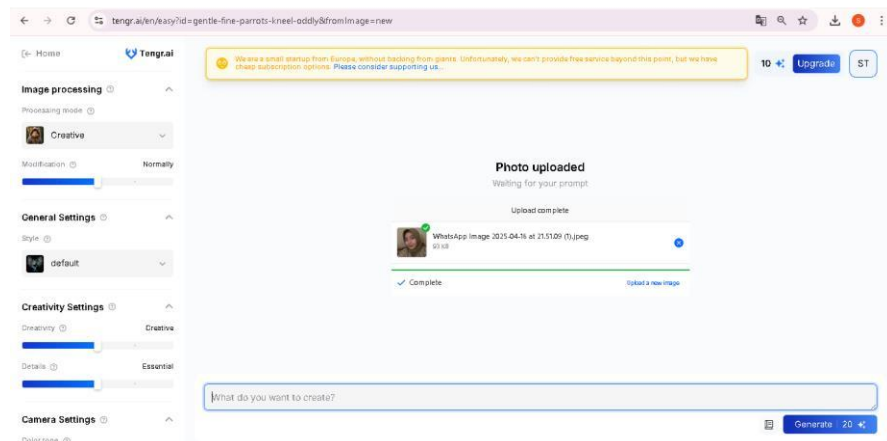 tengr.ai/en/easy?id=gentle-fine-parrots-kneel-oddly&fromImage=new
Home
Tengr.ai
We are a small startup from Europe, without backing from giants. Unfortunately, we can't provide free service beyond this point, but we have
cheap subscription options. Please consider supporting us...
10
Upgrade
ST
Image processing
Processing mode
Creative
Modification Normally
General Settings
Style
default
Creativity Settings
Creativity Creative
Details Essential
Camera Settings
Color tone
Photo uploaded
Waiting for your prompt
Upload complete
WhatsApp Image 2025-04-16 at 21.51.09 (1).jpeg
Complete
Upload a new image
What do you want to create?
Generate 20